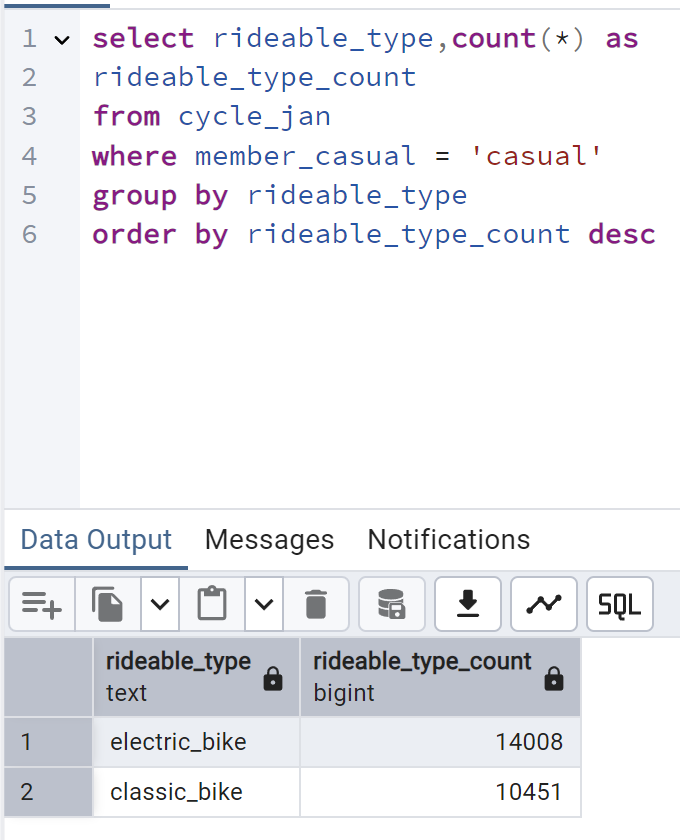 1 select rideable_type,count(*) as
2 rideable_type_count
3 from cycle_jan
4 where member_casual = 'casual'
5 group by rideable_type
6 order by rideable_type_count desc
Data Output Messages Notifications
SQL
rideable_type rideable_type_count
text bigint
1 electric_bike 14008
2 classic_bike 10451